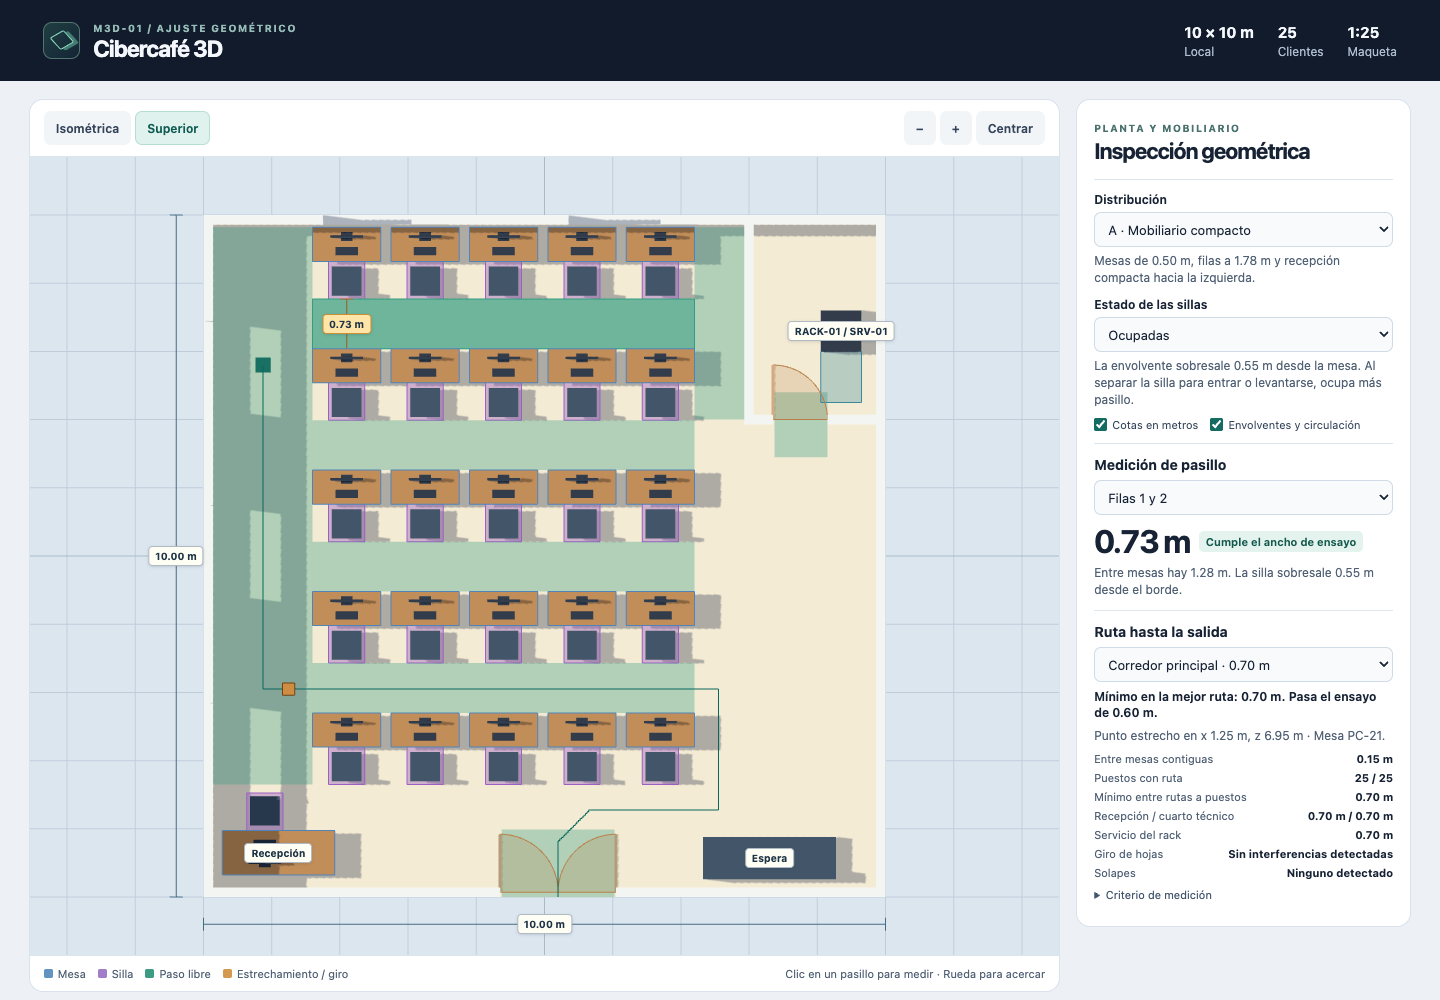 M3D-01 / AJUSTE GEOMÉTRICO
Cibercafé 3D
10 × 10 m
Local
25
Clientes
1:25
Maqueta
Isométrica
Superior
−
+
Centrar
0.73 m
RACK-01 / SRV-01
10.00 m
Recepción
Espera
10.00 m
Mesa
Silla
Paso libre
Estrechamiento / giro
Clic en un pasillo para medir · Rueda para acercar
PLANTA Y MOBILIARIO
Inspección geométrica
Distribución
A · Mobiliario compacto
Mesas de 0.50 m, filas a 1.78 m y recepción
compacta hacia la izquierda.
Estado de las sillas
Ocupadas
La envolvente sobresale 0.55 m desde la mesa. Al
separar la silla para entrar o levantarse, ocupa más
pasillo.
Cotas en metros
Envolventes y circulación
Medición de pasillo
Filas 1 y 2
0.73 m
Cumple el ancho de ensayo
Entre mesas hay 1.28 m. La silla sobresale 0.55 m
desde el borde.
Ruta hasta la salida
Corredor principal · 0.70 m
Mínimo en la mejor ruta: 0.70 m. Pasa el ensayo
de 0.60 m.
Punto estrecho en x 1.25 m, z 6.95 m · Mesa PC-21.
Entre mesas contiguas 0.15 m
Puestos con ruta 25 / 25
Mínimo entre rutas a puestos 0.70 m
Recepción / cuarto técnico 0.70 m / 0.70 m
Servicio del rack 0.70 m
Giro de hojas Sin interferencias detectadas
Solapes Ninguno detectado
Criterio de medición